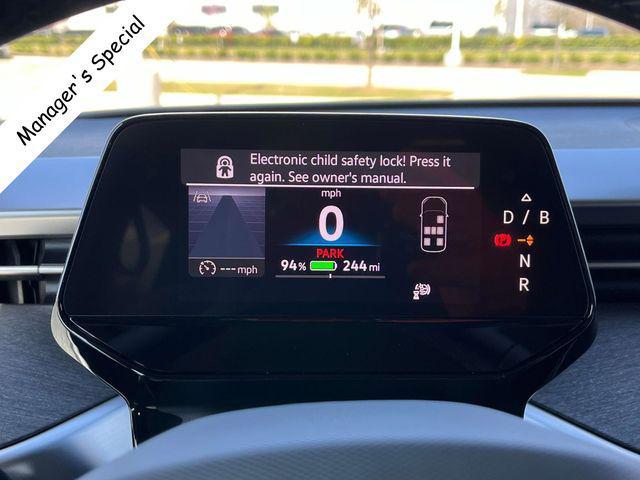 Manager's Special
Electronic child safety lock! Press it
again. See owner's manual.
mph
0
PARK
94% 244 mi
--- mph
D / B
P
N
R